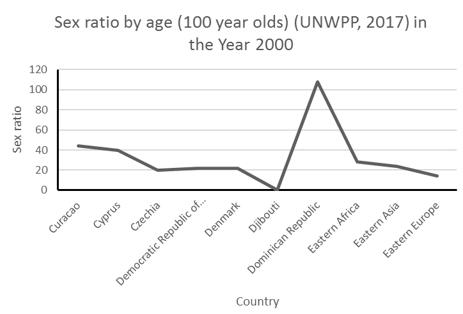 Sex ratio by age (100 year olds) (UNWPP, 2017) in
the Year 2000
120
100
80
60
40
20
0
Sex ratio
Curacao
Cyprus
Czechia
Democratic Republic of...
Denmark
Djibouti
Dominican Republic
Eastern Africa
Eastern Asia
Eastern Europe
Country